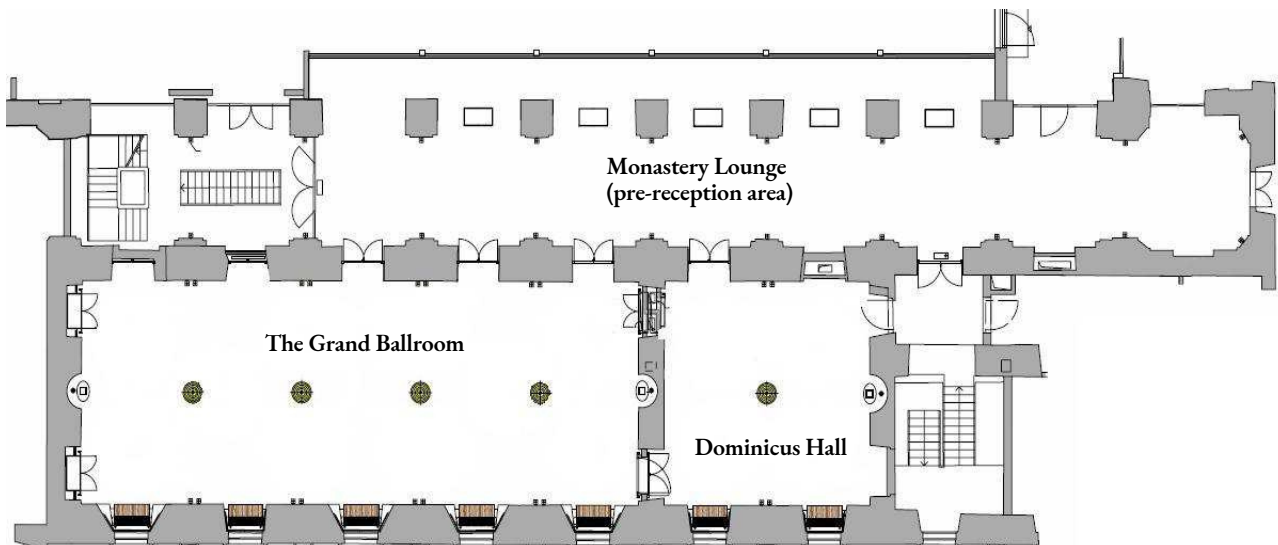 Monastery Lounge
(pre-reception area)
The Grand Ballroom
Dominicus Hall